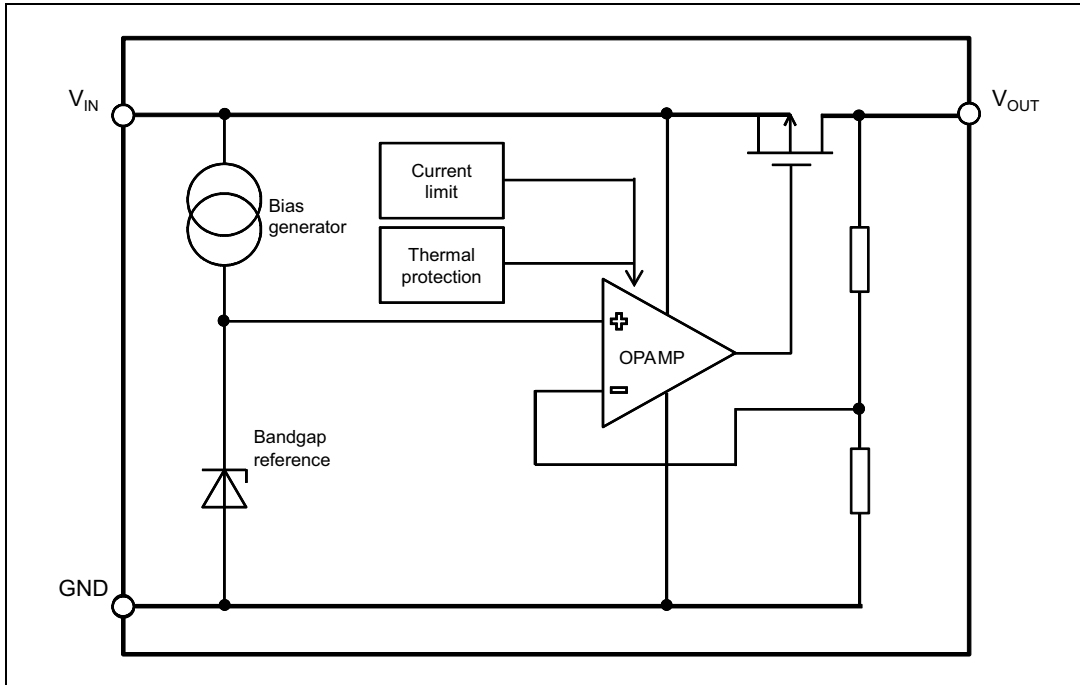 V_IN
V_OUT
Current
limit
Bias
generator
Thermal
protection
+
OPAMP
-
Bandgap
reference
GND